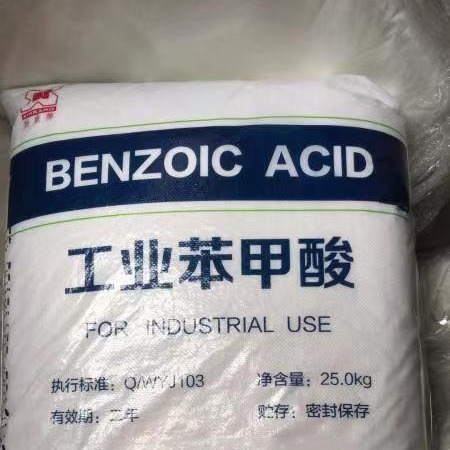 BENZOIC ACID
工业苯甲酸
FOR INDUSTRIAL USE
执行标准：Q/WYJ103 净含量：25.0kg
有效期：二年 贮存：密封保存